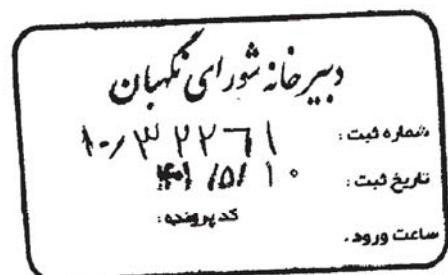 دبیرخانه شورای نگهبان
شماره ثبت : ۱۰/۳۲۲۶۱
تاریخ ثبت : ۱۴۰۱/۵/۱۰
کد پرونده :
ساعت ورود .